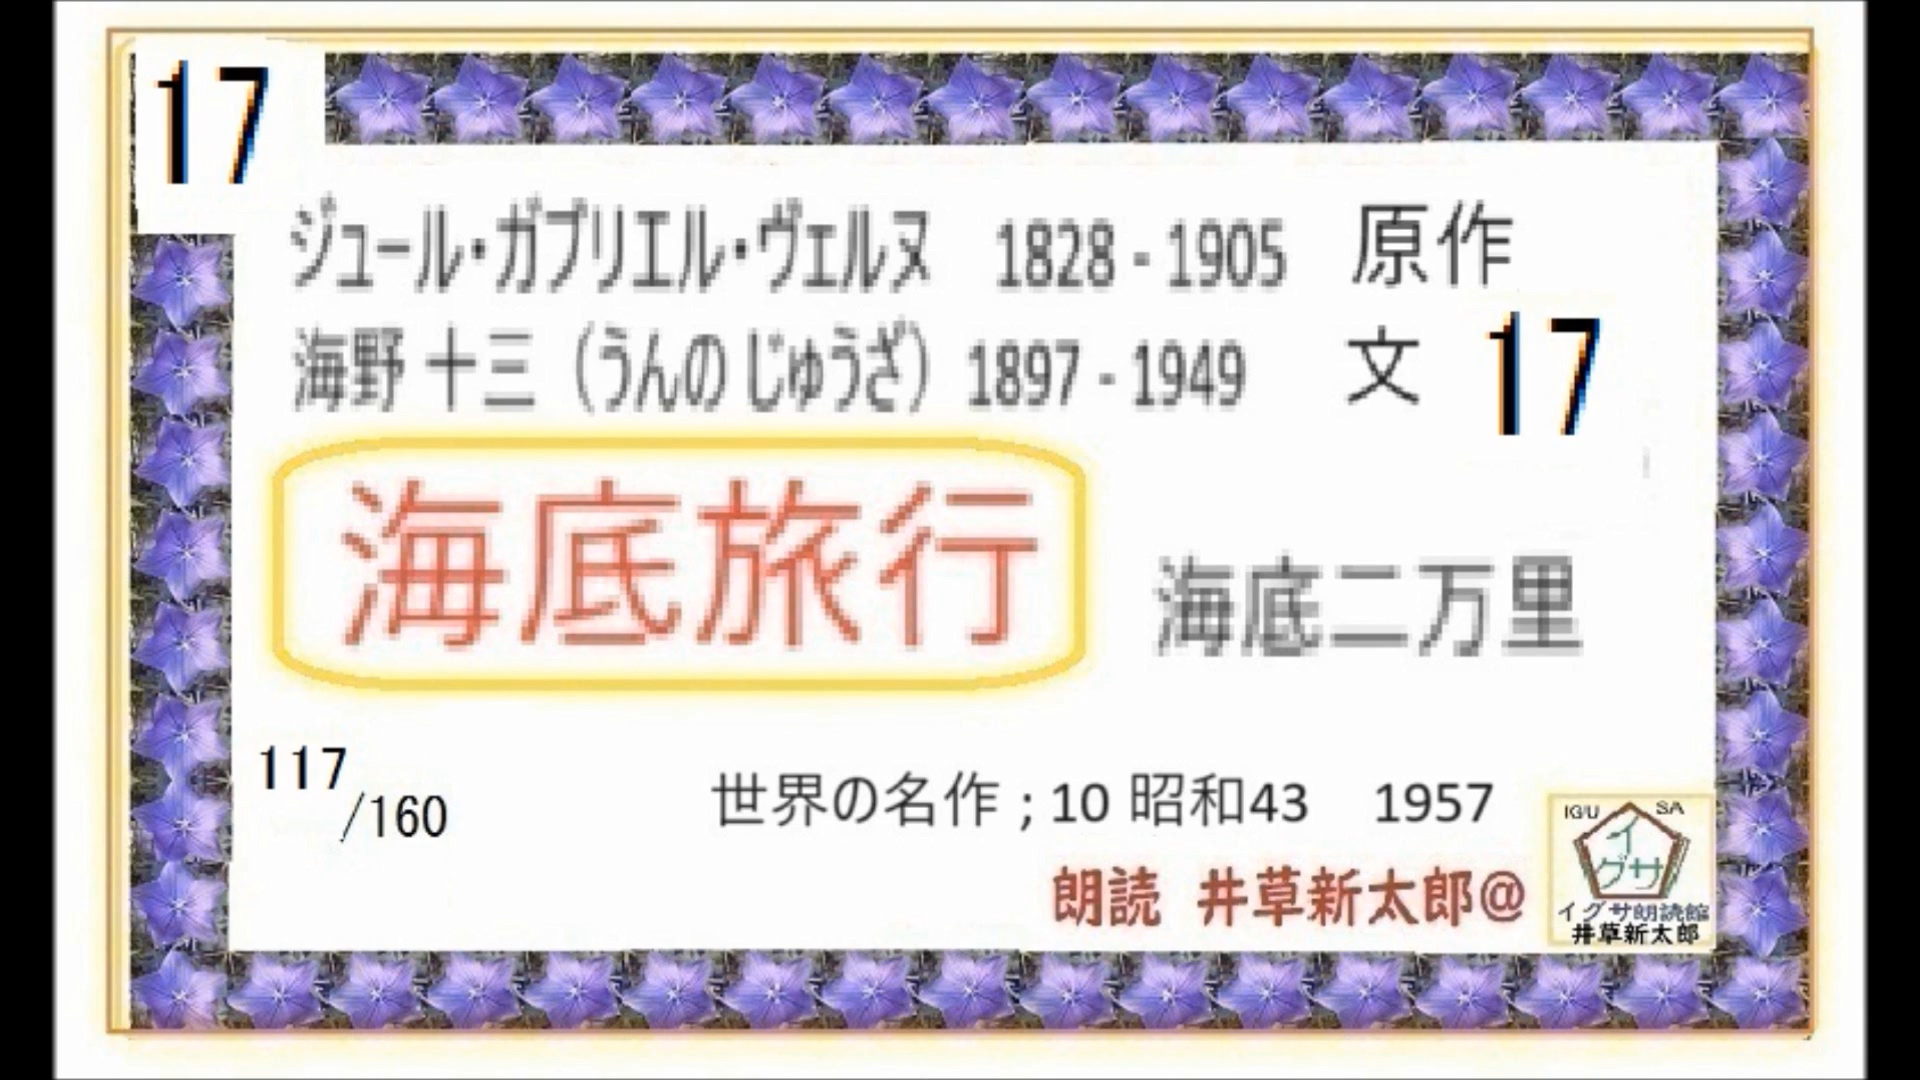 17
ジュール・ガブリエル・ヴェルヌ 1828 - 1905 原作
海野 十三（うんの じゅうざ）1897 - 1949 文 17
海底旅行 海底二万里
117/160
世界の名作 ; 10 昭和43 1957
朗読 井草新太郎@
IGU SA
イグサ
イグサ朗読館
井草新太郎